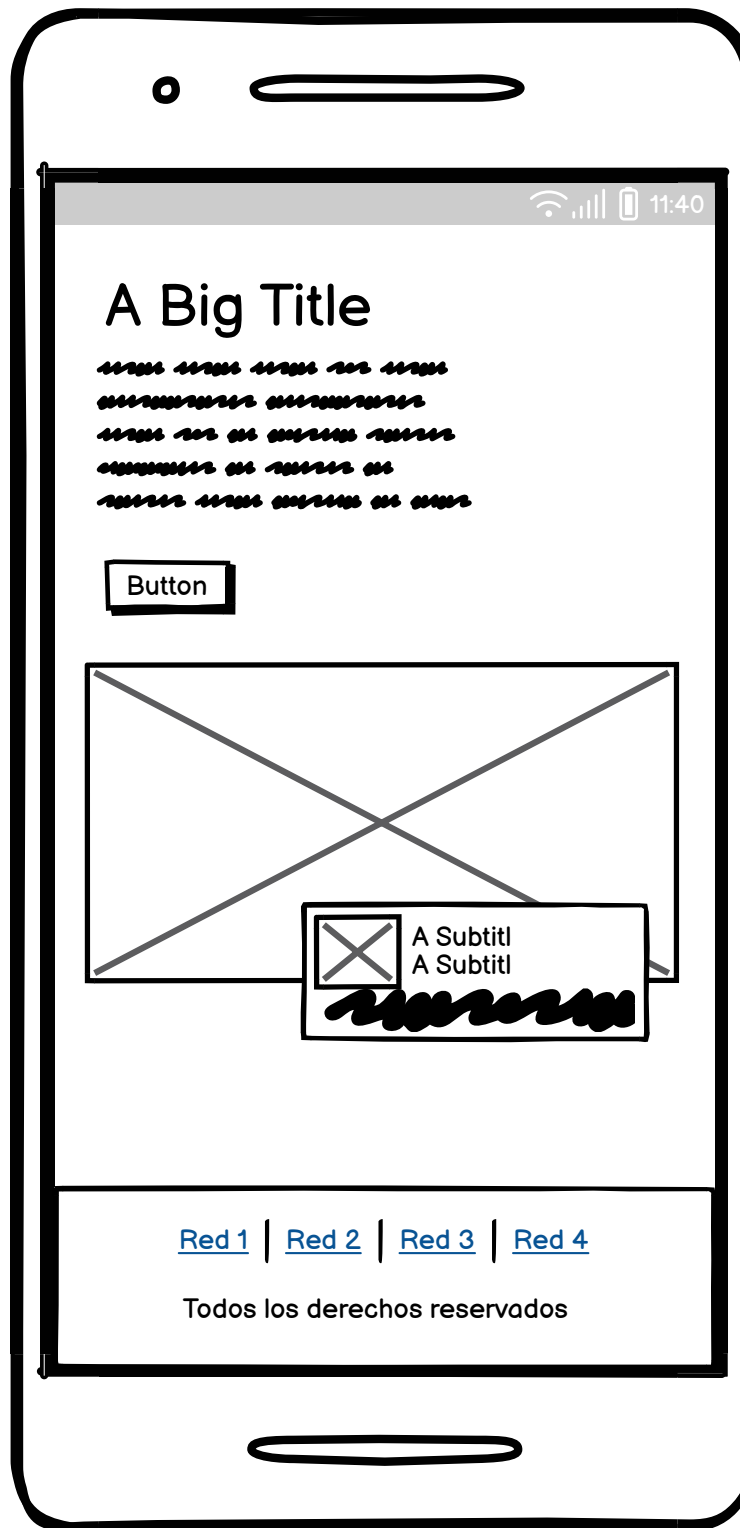 11:40
A Big Title
Button
A Subtitl
A Subtitl
Red 1 | Red 2 | Red 3 | Red 4
Todos los derechos reservados